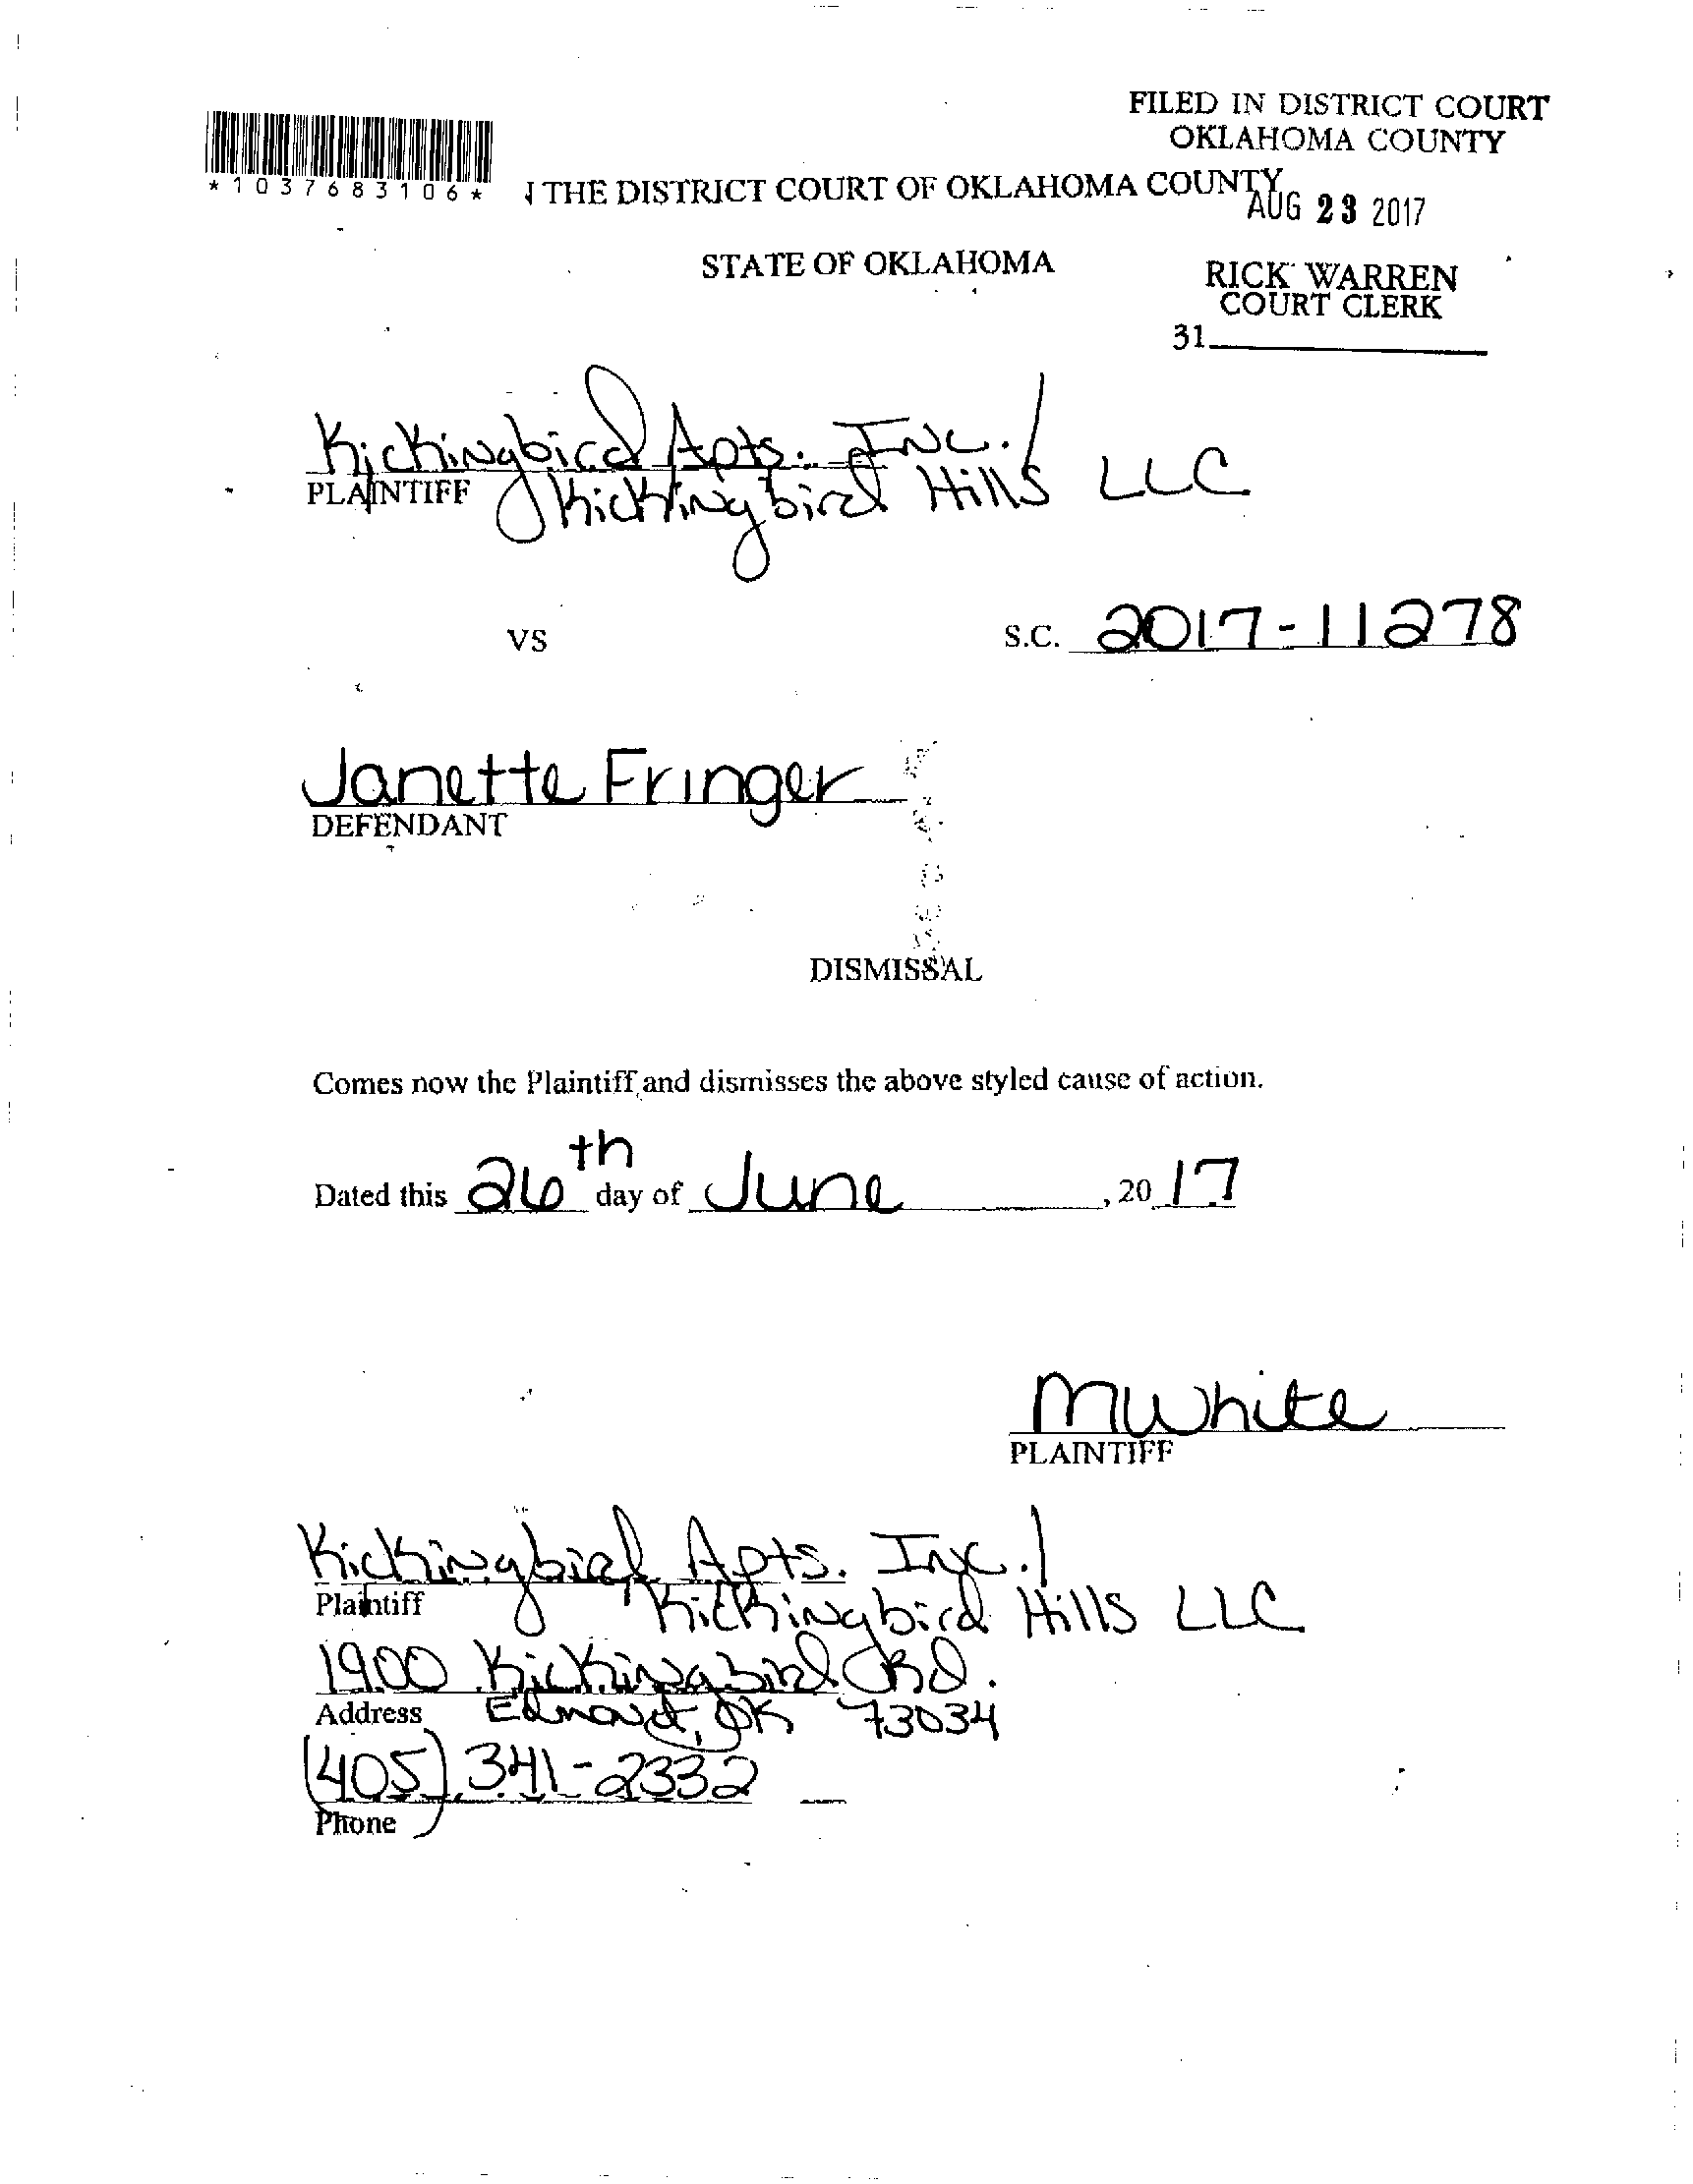 FILED IN DISTRICT COURT
OKLAHOMA COUNTY
*1037683106*
THE DISTRICT COURT OF OKLAHOMA COUNTY
AUG 23 2017
STATE OF OKLAHOMA
RICK WARREN
COURT CLERK
31
Kickingbird Apts. Inc./
PLAINTIFF
Kickingbird Hills LLC
VS
S.C. 2017-11278
Janette Fringer
DEFENDANT
DISMISSAL
Comes now the Plaintiff and dismisses the above styled cause of action.
Dated this 26th day of June, 2017
MWhite
PLAINTIFF
Kickingbird Apts. Inc./
Plaintiff
Kickingbird Hills LLC
1900 Kickingbird Rd.
Address
Edmond, OK 73034
(405) 341-2332
Phone